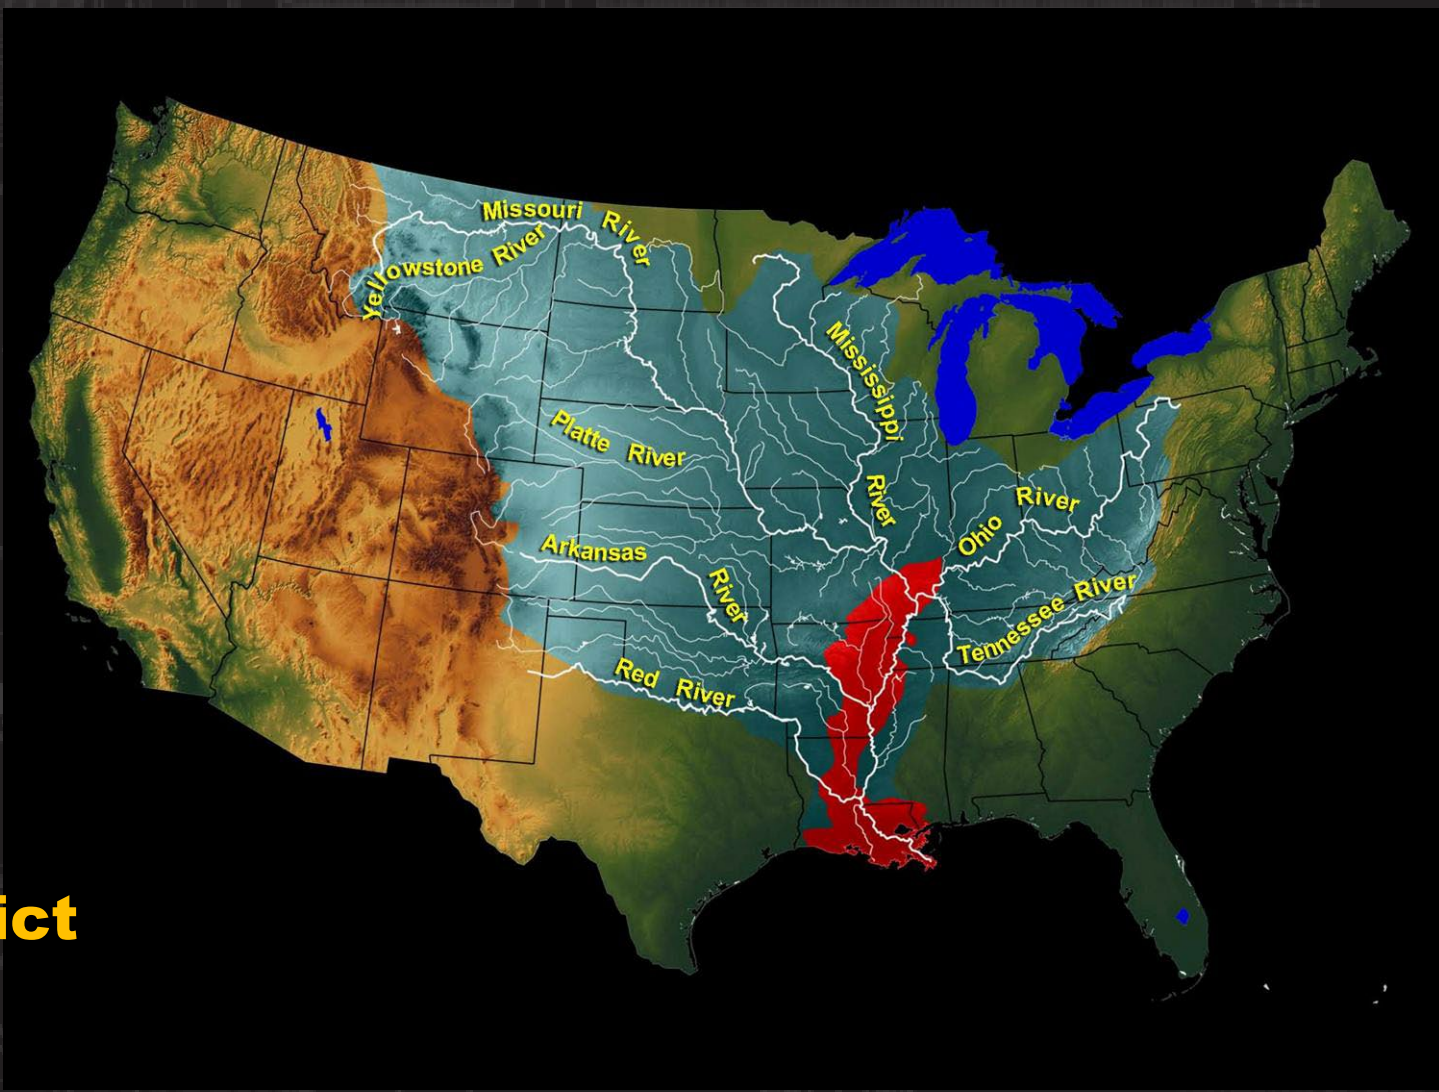 Missouri River
Yellowstone River
Mississippi River
Platte River
Ohio River
Arkansas River
Tennessee River
Red River
ict